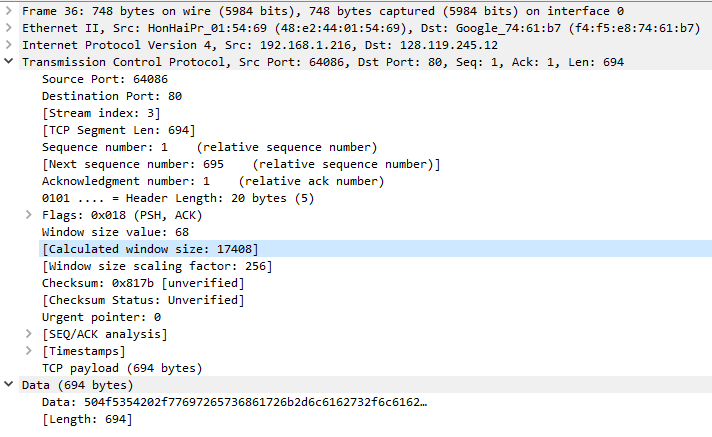 Frame 36: 748 bytes on wire (5984 bits), 748 bytes captured (5984 bits) on interface 0
Ethernet II, Src: HonHaiPr_01:54:69 (48:e2:44:01:54:69), Dst: Google_74:61:b7 (f4:f5:e8:74:61:b7)
Internet Protocol Version 4, Src: 192.168.1.216, Dst: 128.119.245.12
Transmission Control Protocol, Src Port: 64086, Dst Port: 80, Seq: 1, Ack: 1, Len: 694
Source Port: 64086
Destination Port: 80
[Stream index: 3]
[TCP Segment Len: 694]
Sequence number: 1    (relative sequence number)
[Next sequence number: 695    (relative sequence number)]
Acknowledgment number: 1    (relative ack number)
0101 .... = Header Length: 20 bytes (5)
Flags: 0x018 (PSH, ACK)
Window size value: 68
[Calculated window size: 17408]
[Window size scaling factor: 256]
Checksum: 0x817b [unverified]
[Checksum Status: Unverified]
Urgent pointer: 0
[SEQ/ACK analysis]
[Timestamps]
TCP payload (694 bytes)
Data (694 bytes)
Data: 504f5354202f77697265736861726b2d6c6162732f6c6162…
[Length: 694]